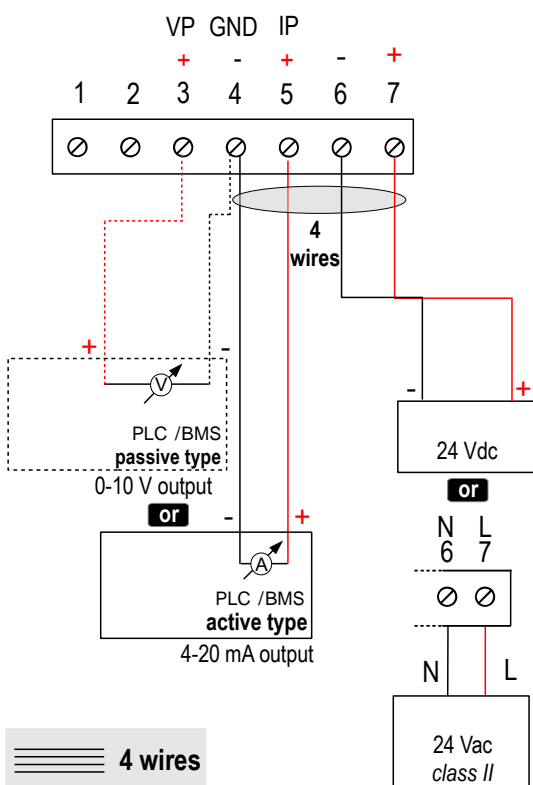 VP GND IP
+ - + - +
1 2 3 4 5 6 7
4
wires
+ -
V
PLC /BMS
passive type
0-10 V output
or
- +
A
PLC /BMS
active type
4-20 mA output
- +
24 Vdc
or
N L
6 7
N L
24 Vac
class II
4 wires